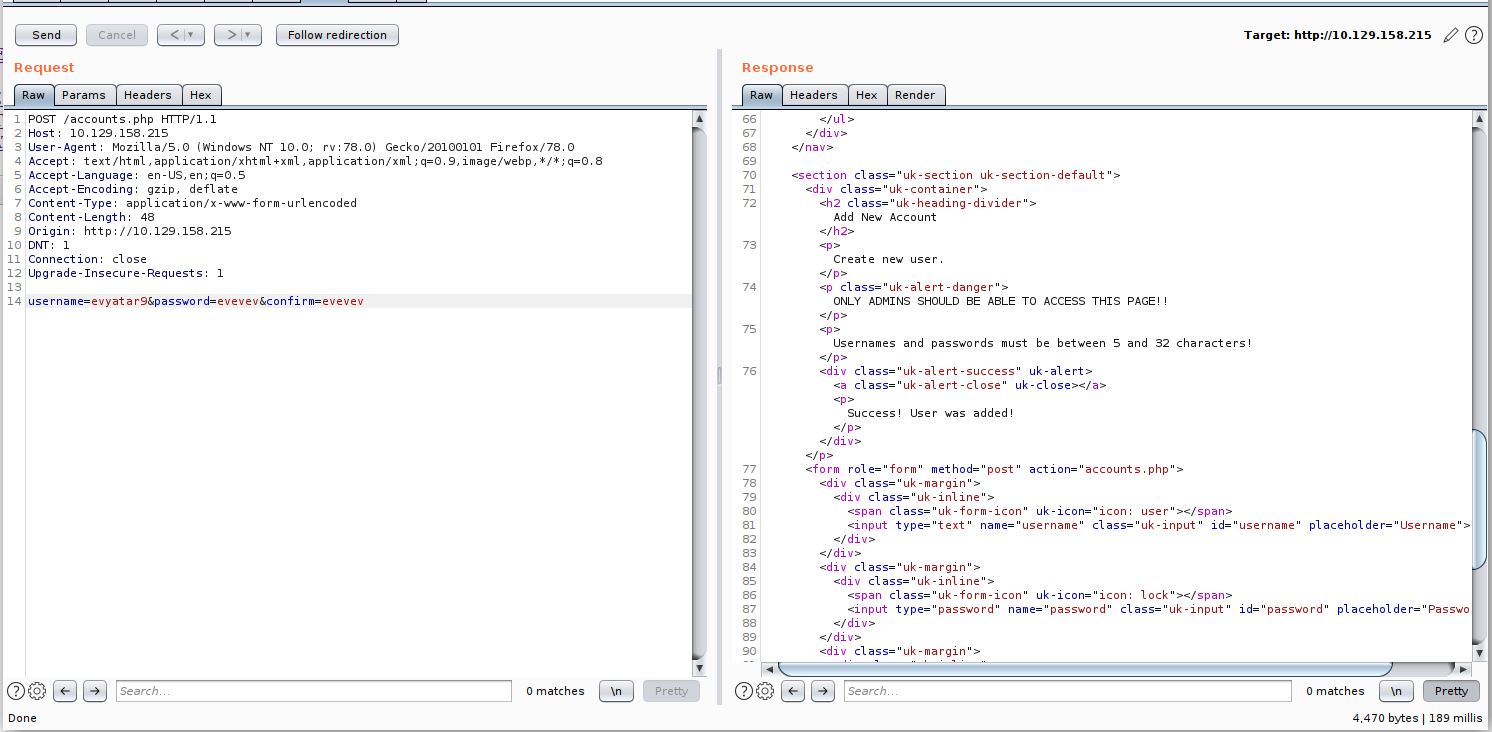 Send Cancel < > Follow redirection Target: http://10.129.158.215 ?
Request
Raw Params Headers Hex
1 POST /accounts.php HTTP/1.1
2 Host: 10.129.158.215
3 User-Agent: Mozilla/5.0 (Windows NT 10.0; rv:78.0) Gecko/20100101 Firefox/78.0
4 Accept: text/html,application/xhtml+xml,application/xml;q=0.9,image/webp,*/*;q=0.8
5 Accept-Language: en-US,en;q=0.5
6 Accept-Encoding: gzip, deflate
7 Content-Type: application/x-www-form-urlencoded
8 Content-Length: 48
9 Origin: http://10.129.158.215
10 DNT: 1
11 Connection: close
12 Upgrade-Insecure-Requests: 1
13
14 username=evyatar9&password=evevev&confirm=evevev
? Search... 0 matches \n Pretty
Response
Raw Headers Hex Render
66 </ul>
67 </div>
68 </nav>
69
70 <section class="uk-section uk-section-default">
71 <div class="uk-container">
72 <h2 class="uk-heading-divider">
Add New Account
</h2>
73 <p>
Create new user.
</p>
74 <p class="uk-alert-danger">
ONLY ADMINS SHOULD BE ABLE TO ACCESS THIS PAGE!!
</p>
75 <p>
Usernames and passwords must be between 5 and 32 characters!
</p>
76 <div class="uk-alert-success" uk-alert>
<a class="uk-alert-close" uk-close></a>
<p>
Success! User was added!
</p>
</div>
</p>
77 <form role="form" method="post" action="accounts.php">
78 <div class="uk-margin">
79 <div class="uk-inline">
80 <span class="uk-form-icon" uk-icon="icon: user"></span>
81 <input type="text" name="username" class="uk-input" id="username" placeholder="Username">
82 </div>
83 </div>
84 <div class="uk-margin">
85 <div class="uk-inline">
86 <span class="uk-form-icon" uk-icon="icon: lock"></span>
87 <input type="password" name="password" class="uk-input" id="password" placeholder="Passwo
88 </div>
89 </div>
90 <div class="uk-margin">
? Search... 0 matches \n Pretty
Done 4,470 bytes | 189 millis